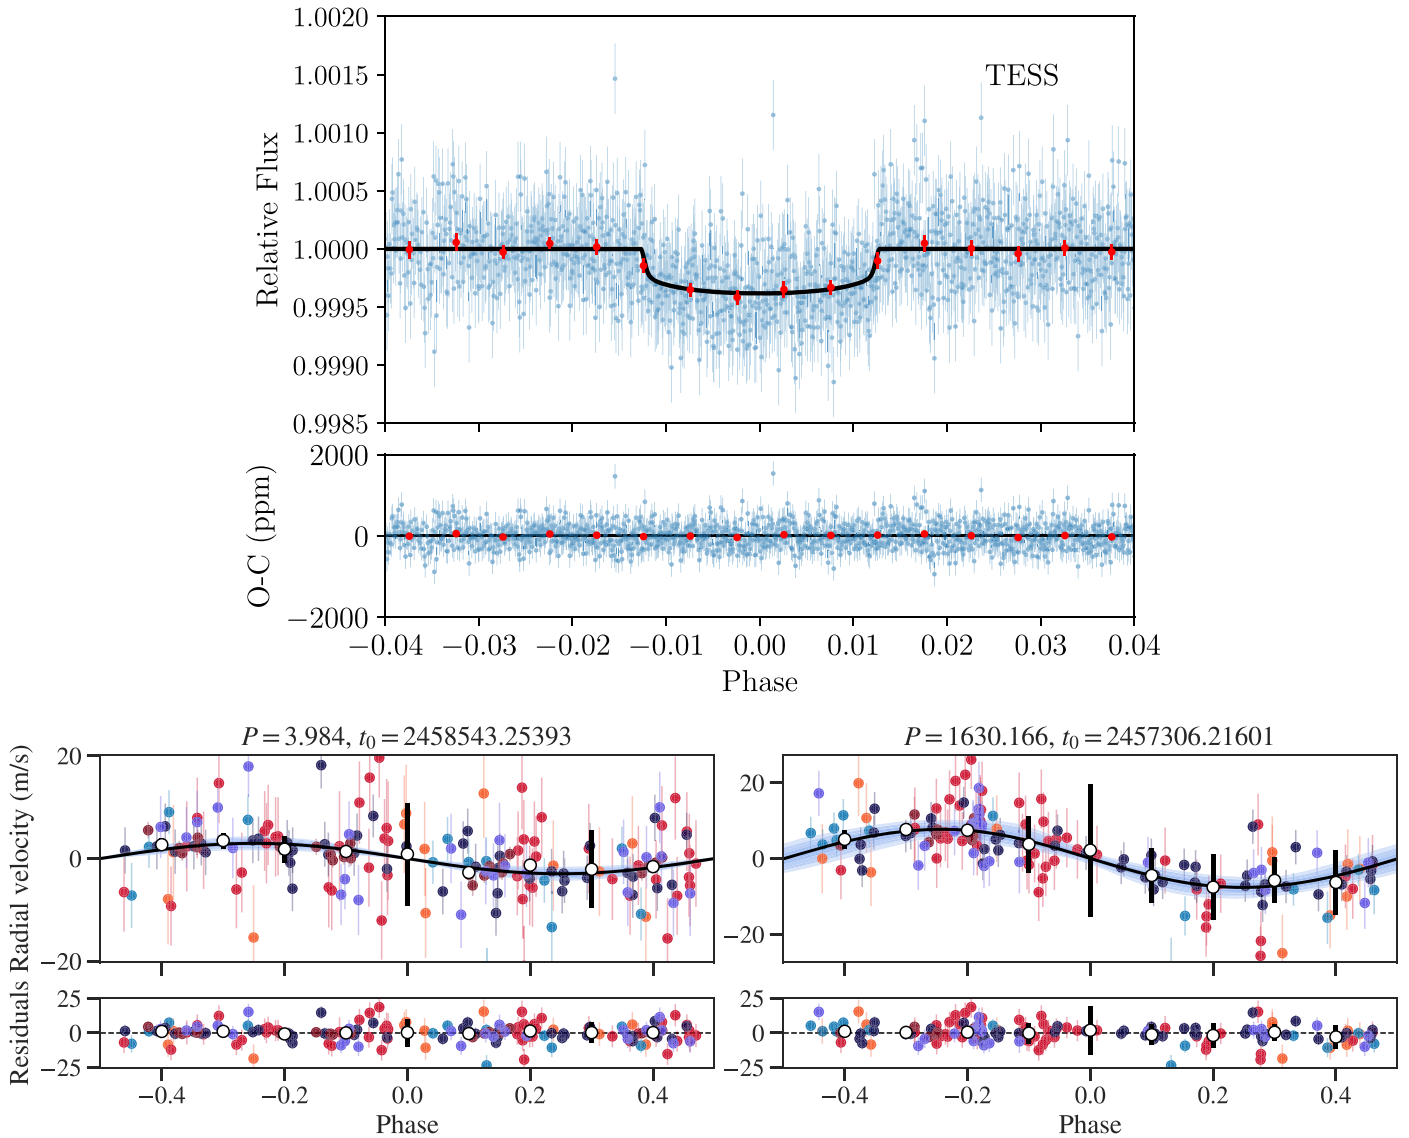 1.0020
1.0015
1.0010
1.0005
1.0000
0.9995
0.9990
0.9985
Relative Flux
TESS
2000
0
−2000
O-C (ppm)
−0.04 −0.03 −0.02 −0.01 0.00 0.01 0.02 0.03 0.04
Phase
P = 3.984, t₀ = 2458543.25393
P = 1630.166, t₀ = 2457306.21601
Radial velocity (m/s)
20
0
−20
20
0
−20
Residuals
25
0
−25
25
0
−25
−0.4 −0.2 0.0 0.2 0.4
−0.4 −0.2 0.0 0.2 0.4
Phase
Phase